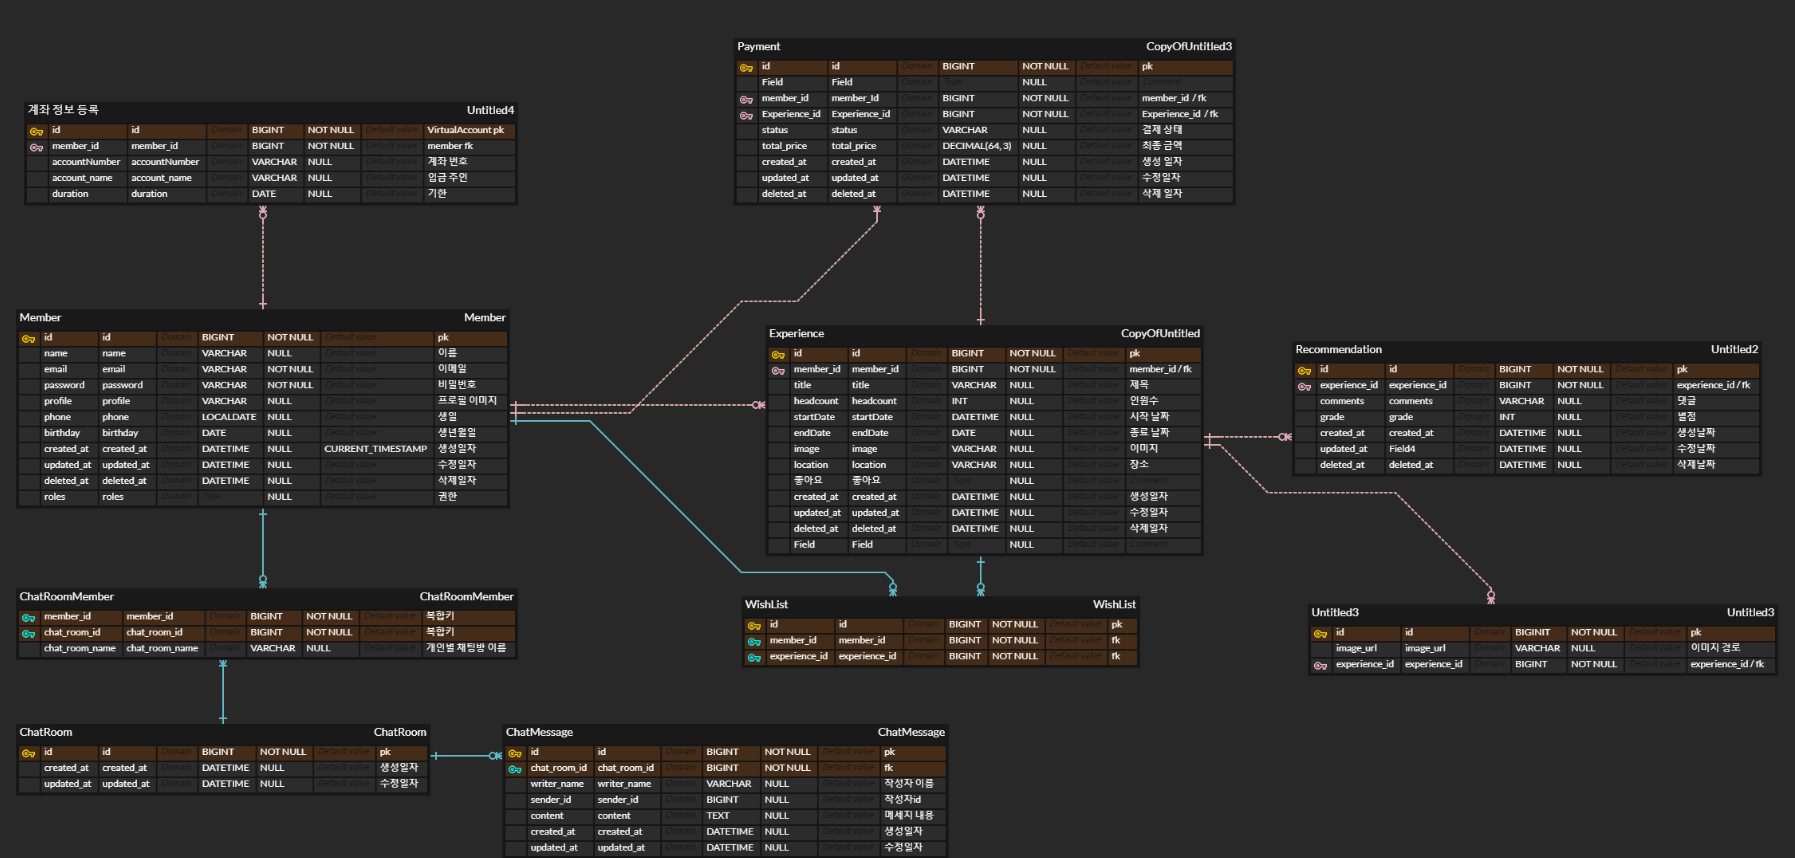 Payment CopyOfUntitled3
id id Domain BIGINT NOT NULL Default value pk
Field Field Domain Type NULL Default value Comment
member_id member_Id Domain BIGINT NOT NULL Default value member_id / fk
Experience_id Experience_id Domain BIGINT NOT NULL Default value Experience_id / fk
status status Domain VARCHAR NULL Default value 결제 상태
total_price total_price Domain DECIMAL(64, 3) NULL Default value 최종 금액
created_at created_at Domain DATETIME NULL Default value 생성 일자
updated_at updated_at Domain DATETIME NULL Default value 수정일자
deleted_at deleted_at Domain DATETIME NULL Default value 삭제 일자
계좌 정보 등록 Untitled4
id id Domain BIGINT NOT NULL Default value VirtualAccount pk
member_id member_id Domain BIGINT NOT NULL Default value member fk
accountNumber accountNumber Domain VARCHAR NULL Default value 계좌 번호
account_name account_name Domain VARCHAR NULL Default value 입금 주인
duration duration Domain DATE NULL Default value 기한
Member Member
id id Domain BIGINT NOT NULL Default value pk
name name Domain VARCHAR NULL Default value 이름
email email Domain VARCHAR NOT NULL Default value 이메일
password password Domain VARCHAR NOT NULL Default value 비밀번호
profile profile Domain VARCHAR NULL Default value 프로필 이미지
phone phone Domain LOCALDATE NULL Default value 생일
birthday birthday Domain DATE NULL Default value 생년월일
created_at created_at Domain DATETIME NULL CURRENT_TIMESTAMP 생성일자
updated_at updated_at Domain DATETIME NULL Default value 수정일자
deleted_at deleted_at Domain DATETIME NULL Default value 삭제일자
roles roles Domain Type NULL Default value 권한
Experience CopyOfUntitled
id id Domain BIGINT NOT NULL Default value pk
member_id member_id Domain BIGINT NOT NULL Default value member_id / fk
title title Domain VARCHAR NULL Default value 제목
headcount headcount Domain INT NULL Default value 인원수
startDate startDate Domain DATETIME NULL Default value 시작 날짜
endDate endDate Domain DATE NULL Default value 종료 날짜
image image Domain VARCHAR NULL Default value 이미지
location location Domain VARCHAR NULL Default value 장소
좋아요 좋아요 Domain Type NULL Default value Comment
created_at created_at Domain DATETIME NULL Default value 생성일자
updated_at updated_at Domain DATETIME NULL Default value 수정일자
deleted_at deleted_at Domain DATETIME NULL Default value 삭제일자
Field Field Domain Type NULL Default value Comment
Recommendation Untitled2
id id Domain BIGINT NOT NULL Default value pk
experience_id experience_id Domain BIGINT NOT NULL Default value experience_id / fk
comments comments Domain VARCHAR NULL Default value 댓글
grade grade Domain INT NULL Default value 별점
created_at created_at Domain DATETIME NULL Default value 생성날짜
updated_at Field4 Domain DATETIME NULL Default value 수정날짜
deleted_at deleted_at Domain DATETIME NULL Default value 삭제날짜
ChatRoomMember ChatRoomMember
member_id member_id Domain BIGINT NOT NULL Default value 복합키
chat_room_id chat_room_id Domain BIGINT NOT NULL Default value 복합키
chat_room_name chat_room_name Domain VARCHAR NULL Default value 개인별 채팅방 이름
WishList WishList
id id Domain BIGINT NOT NULL Default value pk
member_id member_id Domain BIGINT NOT NULL Default value fk
experience_id experience_id Domain BIGINT NOT NULL Default value fk
Untitled3 Untitled3
id id Domain BIGINIT NOT NULL Default value pk
image_url image_url Domain VARCHAR NULL Default value 이미지 경로
experience_id experience_id Domain BIGINT NOT NULL Default value experience_id / fk
ChatRoom ChatRoom
id id Domain BIGINT NOT NULL Default value pk
created_at created_at Domain DATETIME NULL Default value 생성일자
updated_at updated_at Domain DATETIME NULL Default value 수정일자
ChatMessage ChatMessage
id id Domain BIGINT NOT NULL Default value pk
chat_room_id chat_room_id Domain BIGINT NOT NULL Default value fk
writer_name writer_name Domain VARCHAR NULL Default value 작성자 이름
sender_id sender_id Domain BIGINT NULL Default value 작성자id
content content Domain TEXT NULL Default value 메세지 내용
created_at created_at Domain DATETIME NULL Default value 생성일자
updated_at updated_at Domain DATETIME NULL Default value 수정일자